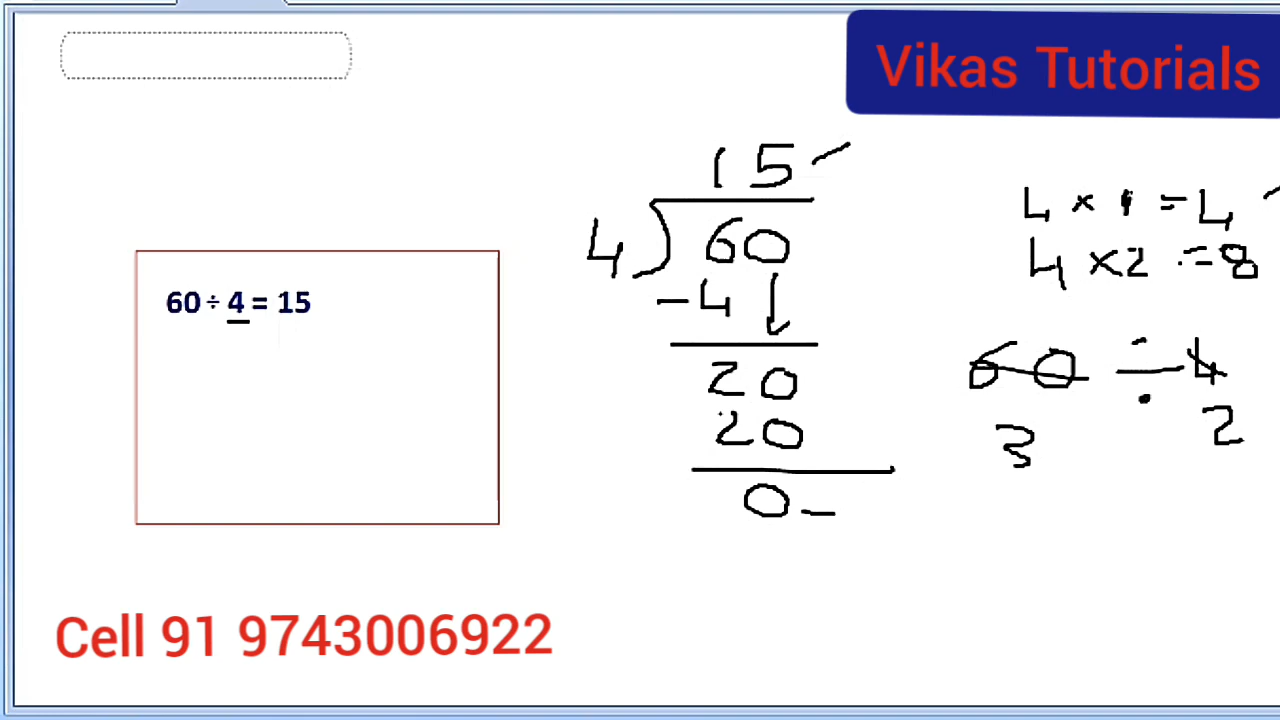 Vikas Tutorials
60 ÷ 4 = 15
15
4 ) 60
-4
20
20
0
4 × 1 = 4
4 × 2 = 8
60 ÷ 4
3 2
Cell 91 9743006922